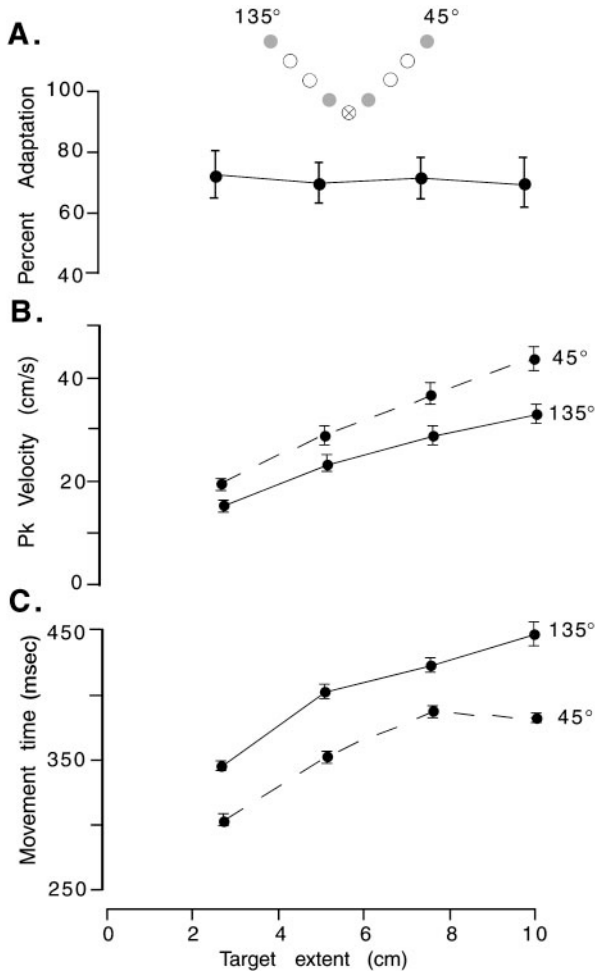 A.
135° 45°
Percent Adaptation
100
80
60
40
B.
Pk Velocity (cm/s)
40
20
0
45°
135°
C.
Movement time (msec)
450
350
250
135°
45°
0 2 4 6 8 10
Target extent (cm)